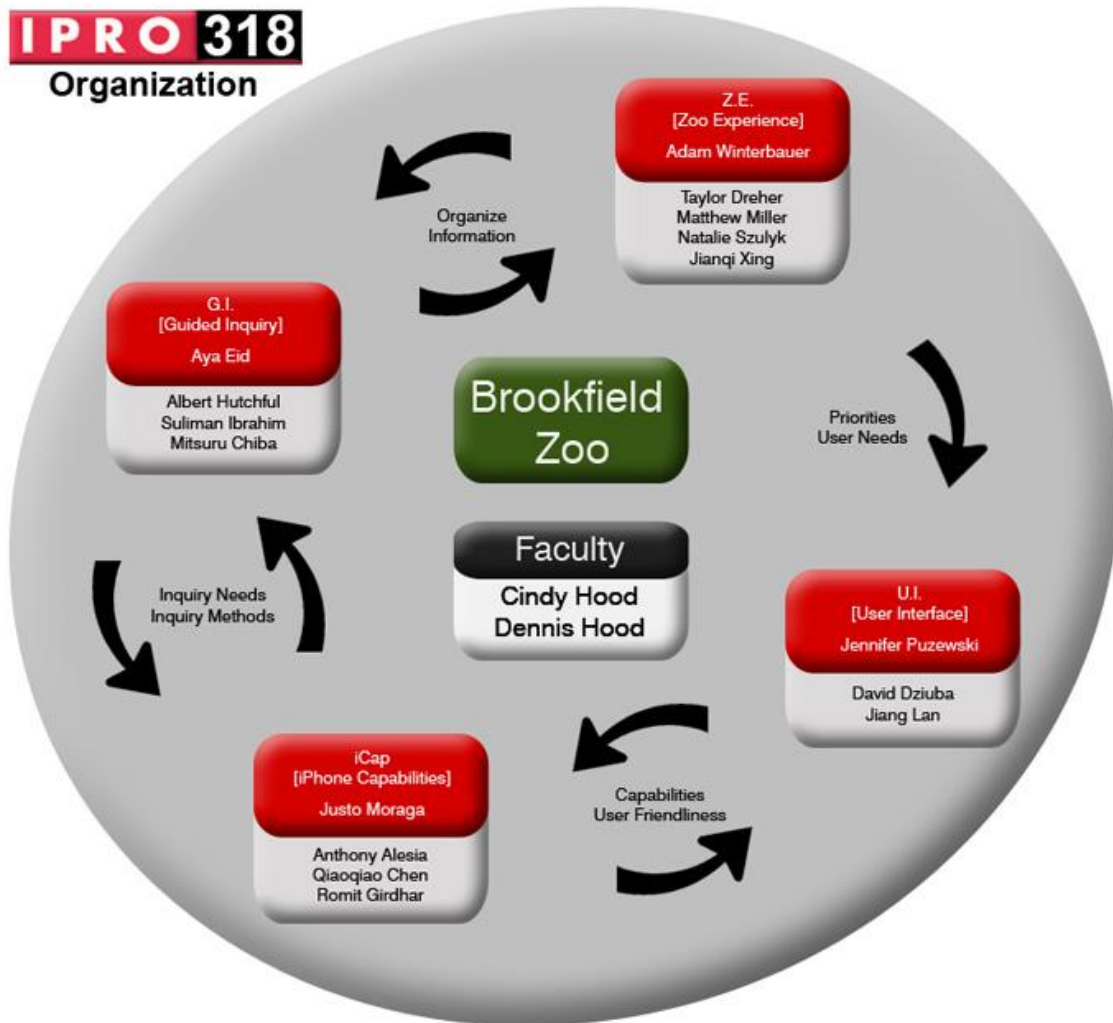 IPRO 318
Organization
Z.E.
[Zoo Experience]
Adam Winterbauer
Taylor Dreher
Matthew Miller
Natalie Szulyk
Jianqi Xing
Organize
Information
G.I.
[Guided Inquiry]
Aya Eid
Albert Hutchful
Suliman Ibrahim
Mitsuru Chiba
Brookfield
Zoo
Priorities
User Needs
Faculty
Cindy Hood
Dennis Hood
Inquiry Needs
Inquiry Methods
U.I.
[User Interface]
Jennifer Puzewski
David Dziuba
Jiang Lan
iCap
[iPhone Capabilities]
Justo Moraga
Anthony Alesia
Qiaoqiao Chen
Romit Girdhar
Capabilities
User Friendliness